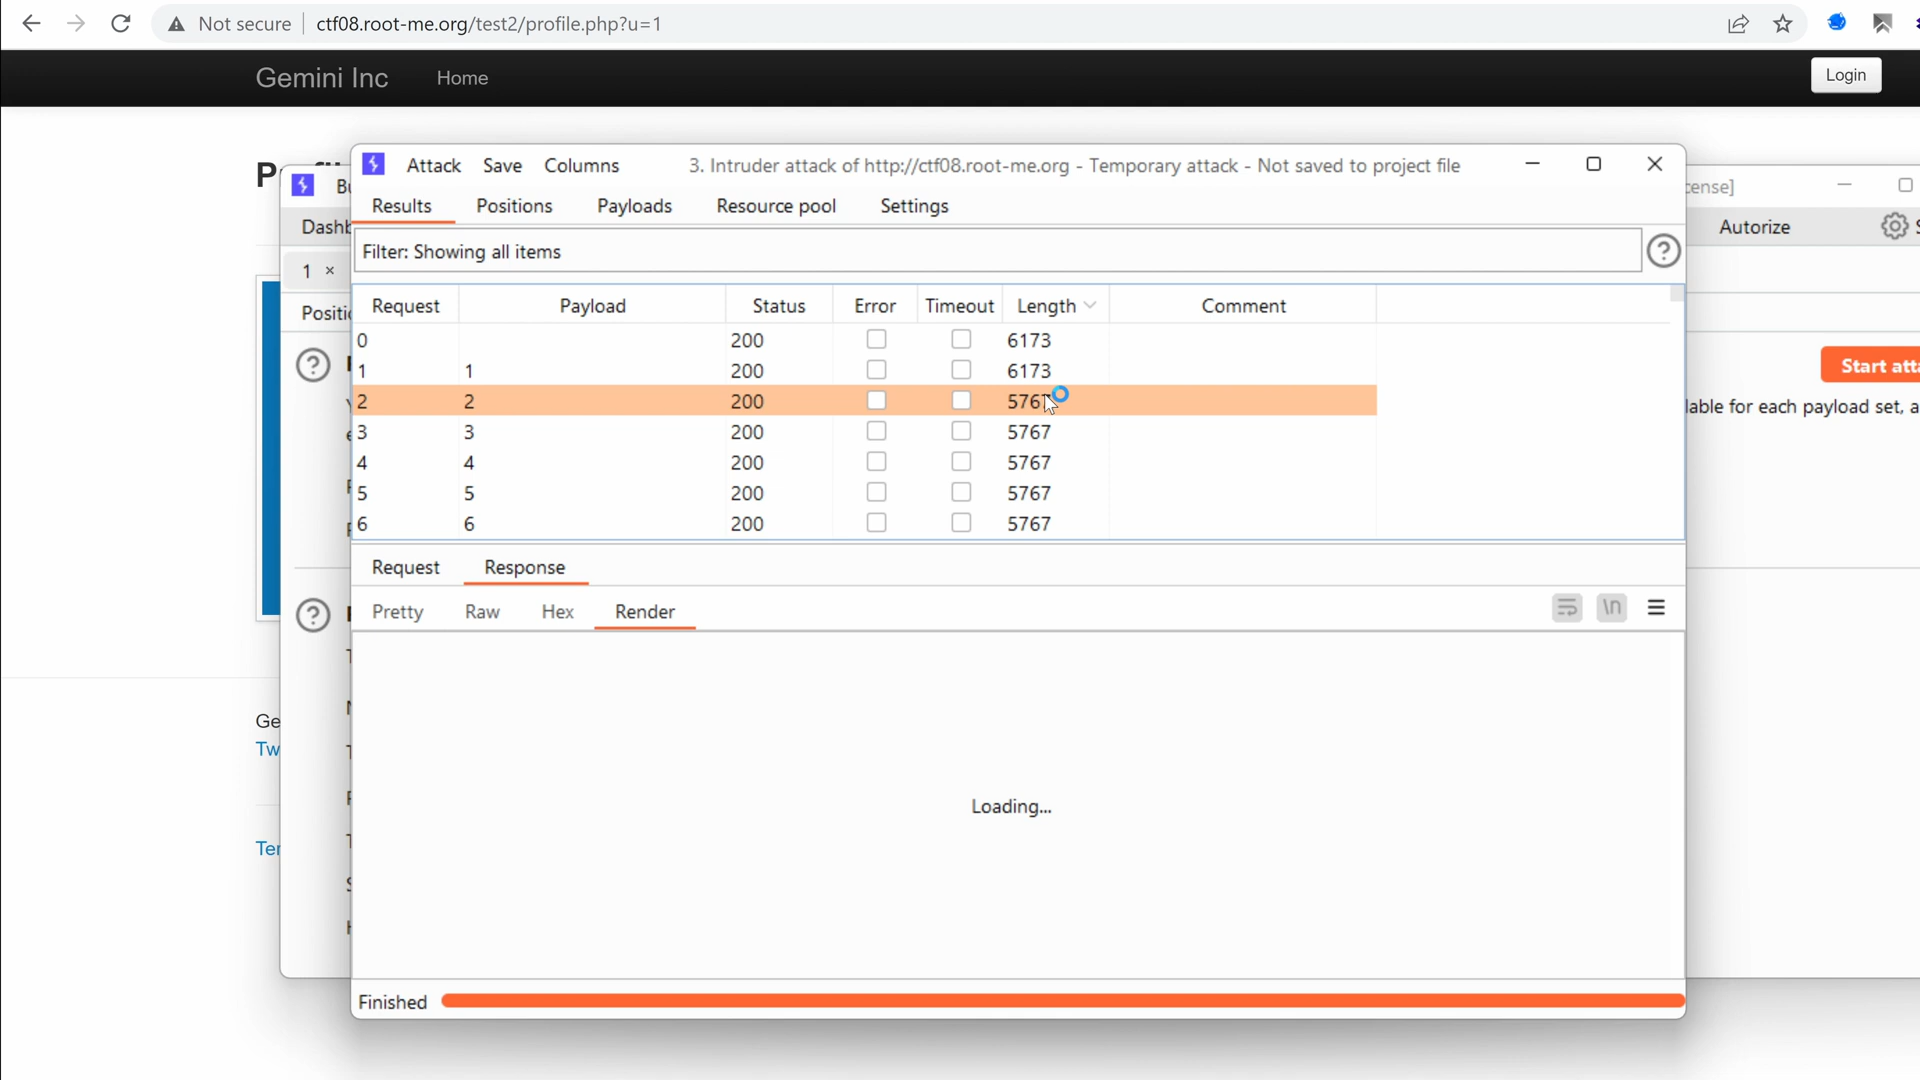 Not secure ctf08.root-me.org/test2/profile.php?u=1
Gemini Inc Home Login
Attack Save Columns 3. Intruder attack of http://ctf08.root-me.org - Temporary attack - Not saved to project file
Results Positions Payloads Resource pool Settings
Autorize
Filter: Showing all items
1 ×
Request Payload Status Error Timeout Length Comment
0 200 6173
1 1 200 6173
2 2 200 5767
3 3 200 5767
4 4 200 5767
5 5 200 5767
6 6 200 5767
Start atta
lable for each payload set, a
Request Response
Pretty Raw Hex Render
\n
Loading...
Finished